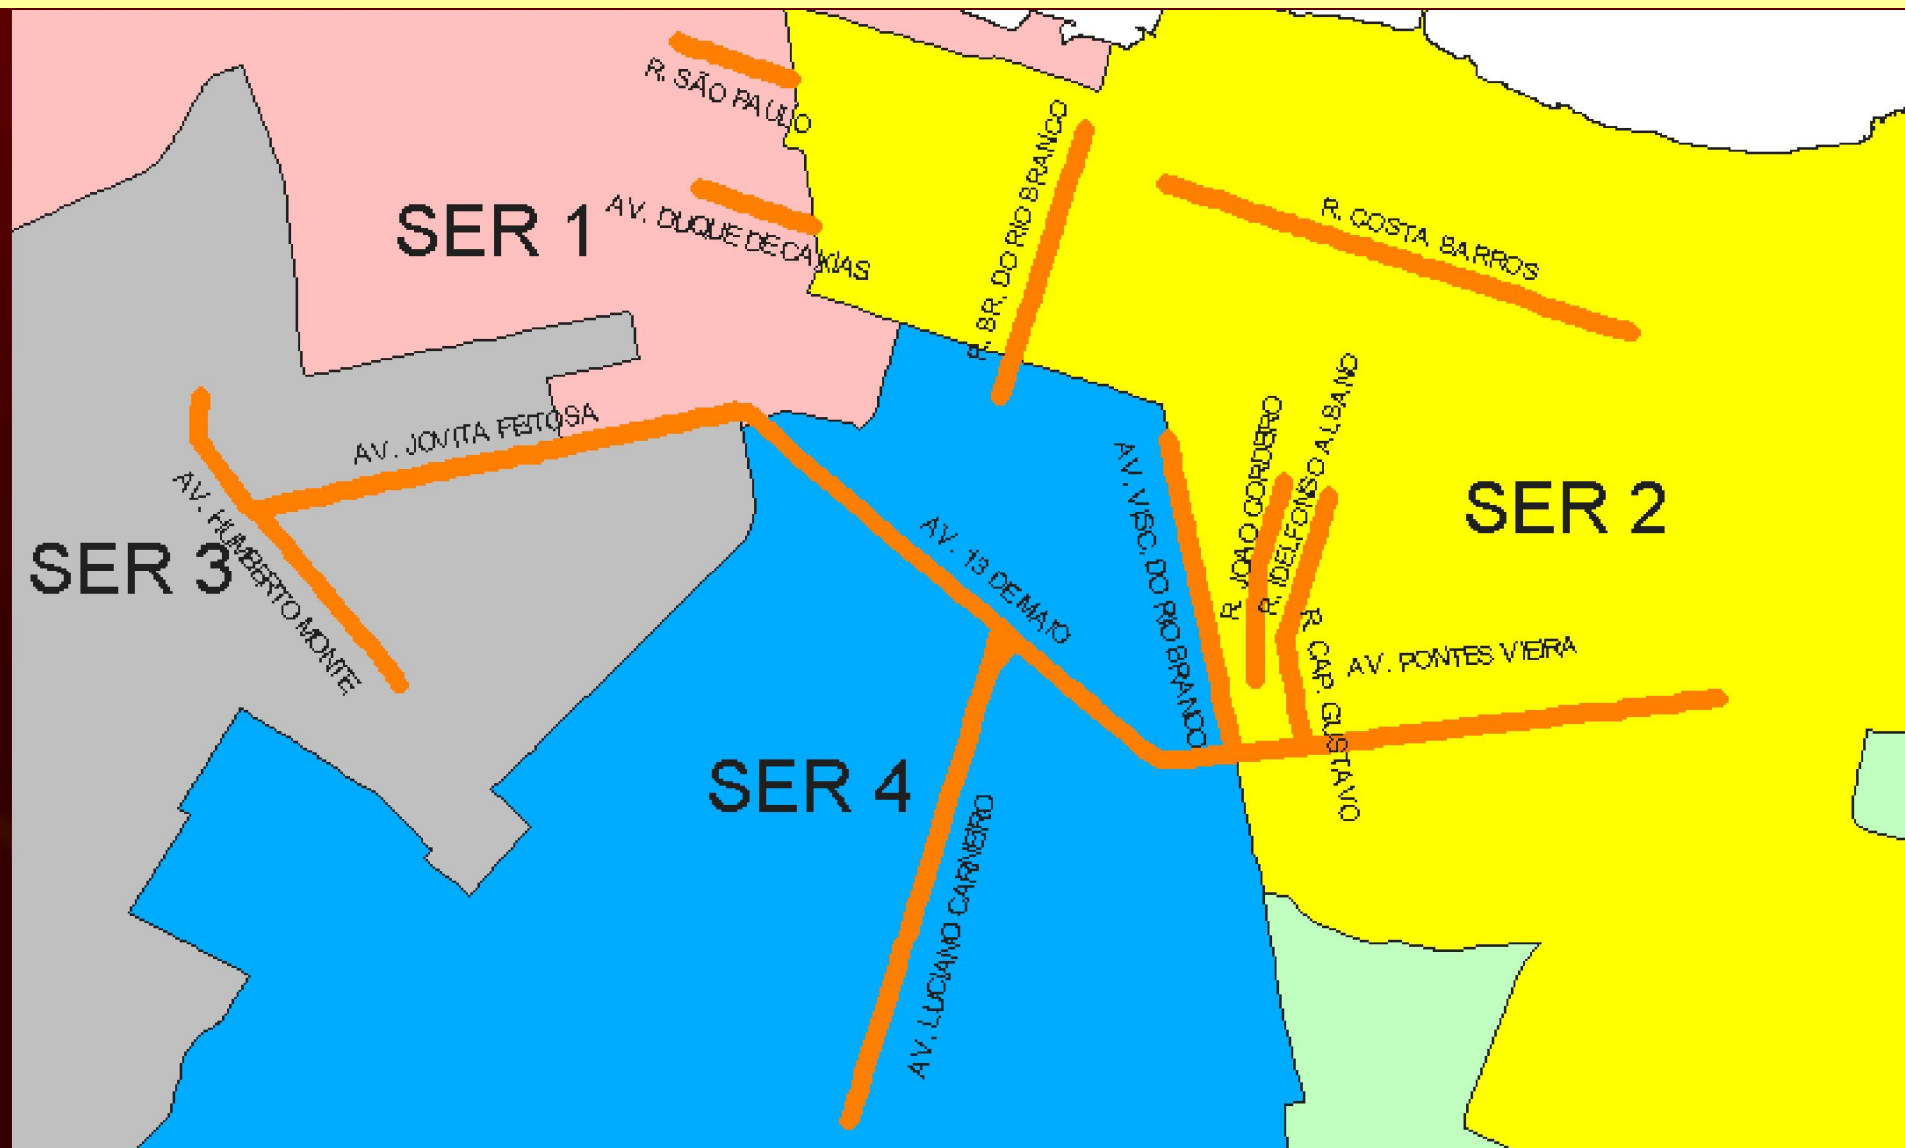 R. SÃO PAULO
SER 1
AV. DUQUE DE CAXIAS
R. BR. DO RIO BRANCO
R. COSTA BARROS
AV. JOVITA FEITOSA
AV. HUMBERTO MONTE
SER 3
AV. 13 DE MAIO
AV. VISC. DO RIO BRANCO
R. JOAO CORDEIRO
R. IDELFONSO ALBANO
SER 2
R. CAP. GUSTAVO
AV. PONTES VIEIRA
SER 4
AV. LUCIANO CARNEIRO